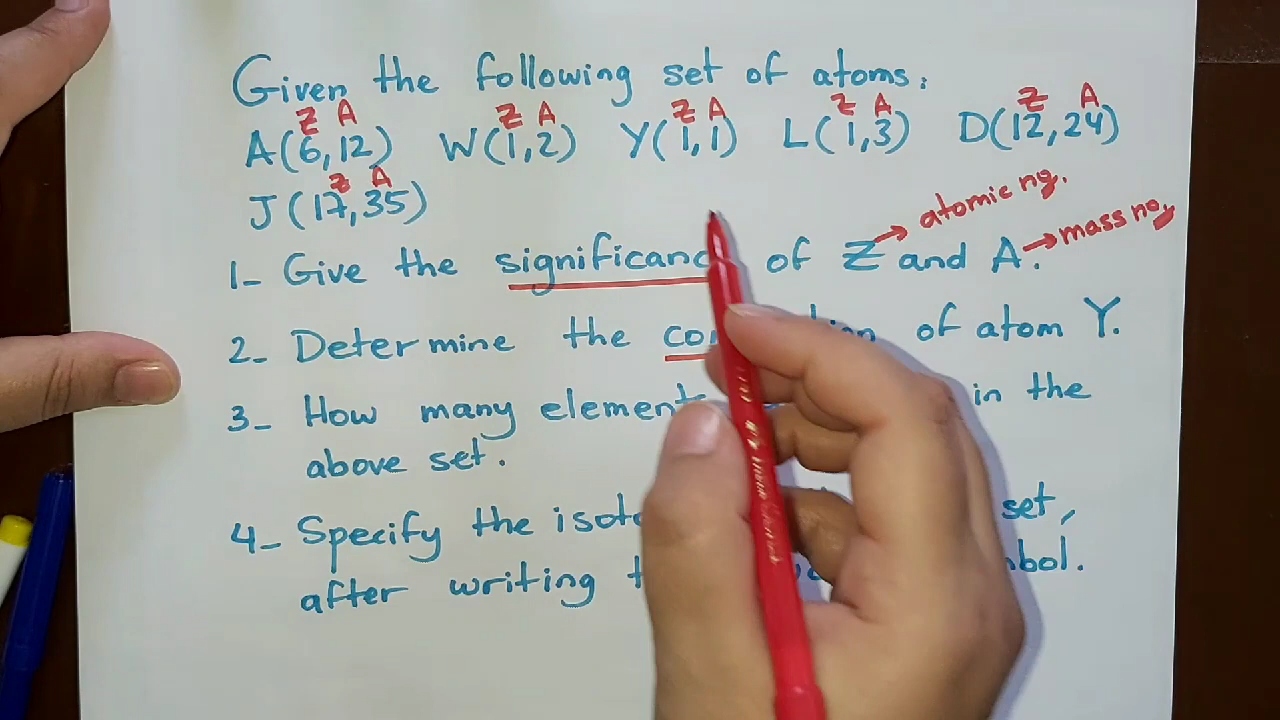 Given the following set of atoms:
Z A Z A Z A Z A Z A
A(6,12) W(1,2) Y(1,1) L(1,3) D(12,24)
Z A
J(17,35)
→ atomic no.
1- Give the significanc of Z and A. → mass no.
2- Determine the co of atom Y.
3- How many element in the
above set.
4- Specify the isoto set,
after writing bol.